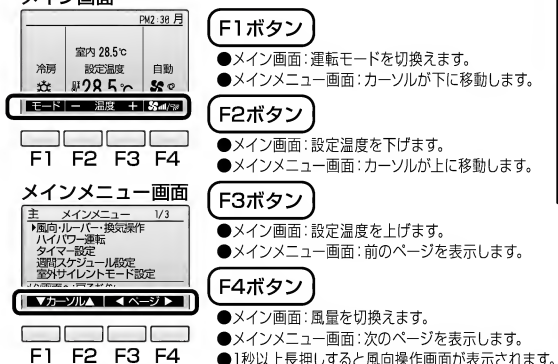 メイン画面
PM2:30 月
室内 28.5℃
冷房 設定温度 自動
28.5℃
モード － 温度 ＋
F1 F2 F3 F4
メインメニュー画面
主 メインメニュー 1/3
▶風向・ルーバー・換気操作
ハイパワー運転
タイマー設定
週間スケジュール設定
室外サイレントモード設定
▼カーソル▲ ◀ ページ ▶
F1 F2 F3 F4
F1ボタン
●メイン画面：運転モードを切換えます。
●メインメニュー画面：カーソルが下に移動します。
F2ボタン
●メイン画面：設定温度を下げます。
●メインメニュー画面：カーソルが上に移動します。
F3ボタン
●メイン画面：設定温度を上げます。
●メインメニュー画面：前のページを表示します。
F4ボタン
●メイン画面：風量を切換えます。
●メインメニュー画面：次のページを表示します。
●1秒以上長押しすると風向操作画面が表示されます。